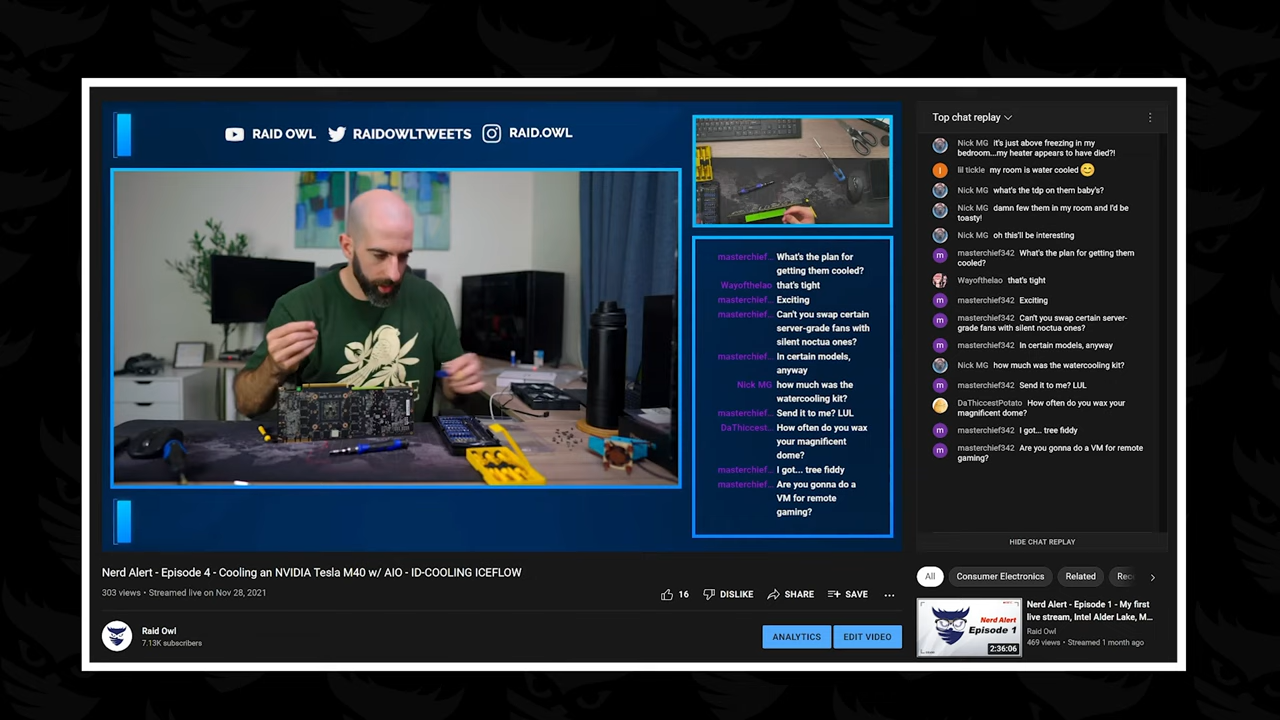 RAID OWL RAIDOWLTWEETS RAID.OWL
masterchief... What's the plan for
getting them cooled?
Wayofthelao that's tight
masterchief... Exciting
masterchief... Can't you swap certain
server-grade fans with
silent noctua ones?
masterchief... In certain models,
anyway
Nick MG how much was the
watercooling kit?
masterchief... Send it to me? LUL
DaThiccest... How often do you wax
your magnificent
dome?
masterchief... I got... tree fiddy
masterchief... Are you gonna do a
VM for remote
gaming?
Top chat replay
Nick MG it's just above freezing in my
bedroom...my heater appears to have died?!
lil tickle my room is water cooled 😊
Nick MG what's the tdp on them baby's?
Nick MG damn few them in my room and I'd be
toasty!
Nick MG oh this'll be interesting
masterchief342 What's the plan for getting them
cooled?
Wayofthelao that's tight
masterchief342 Exciting
masterchief342 Can't you swap certain server-
grade fans with silent noctua ones?
masterchief342 In certain models, anyway
Nick MG how much was the watercooling kit?
masterchief342 Send it to me? LUL
DaThiccestPotato How often do you wax your
magnificent dome?
masterchief342 I got... tree fiddy
masterchief342 Are you gonna do a VM for remote
gaming?
HIDE CHAT REPLAY
Nerd Alert - Episode 4 - Cooling an NVIDIA Tesla M40 w/ AIO - ID-COOLING ICEFLOW
303 views • Streamed live on Nov 28, 2021
16 DISLIKE SHARE SAVE
Raid Owl
7.13K subscribers
ANALYTICS EDIT VIDEO
All Consumer Electronics Related Rec
Nerd Alert
Episode 1
2:36:06
Nerd Alert - Episode 1 - My first
live stream, Intel Alder Lake, M...
Raid Owl
469 views • Streamed 1 month ago